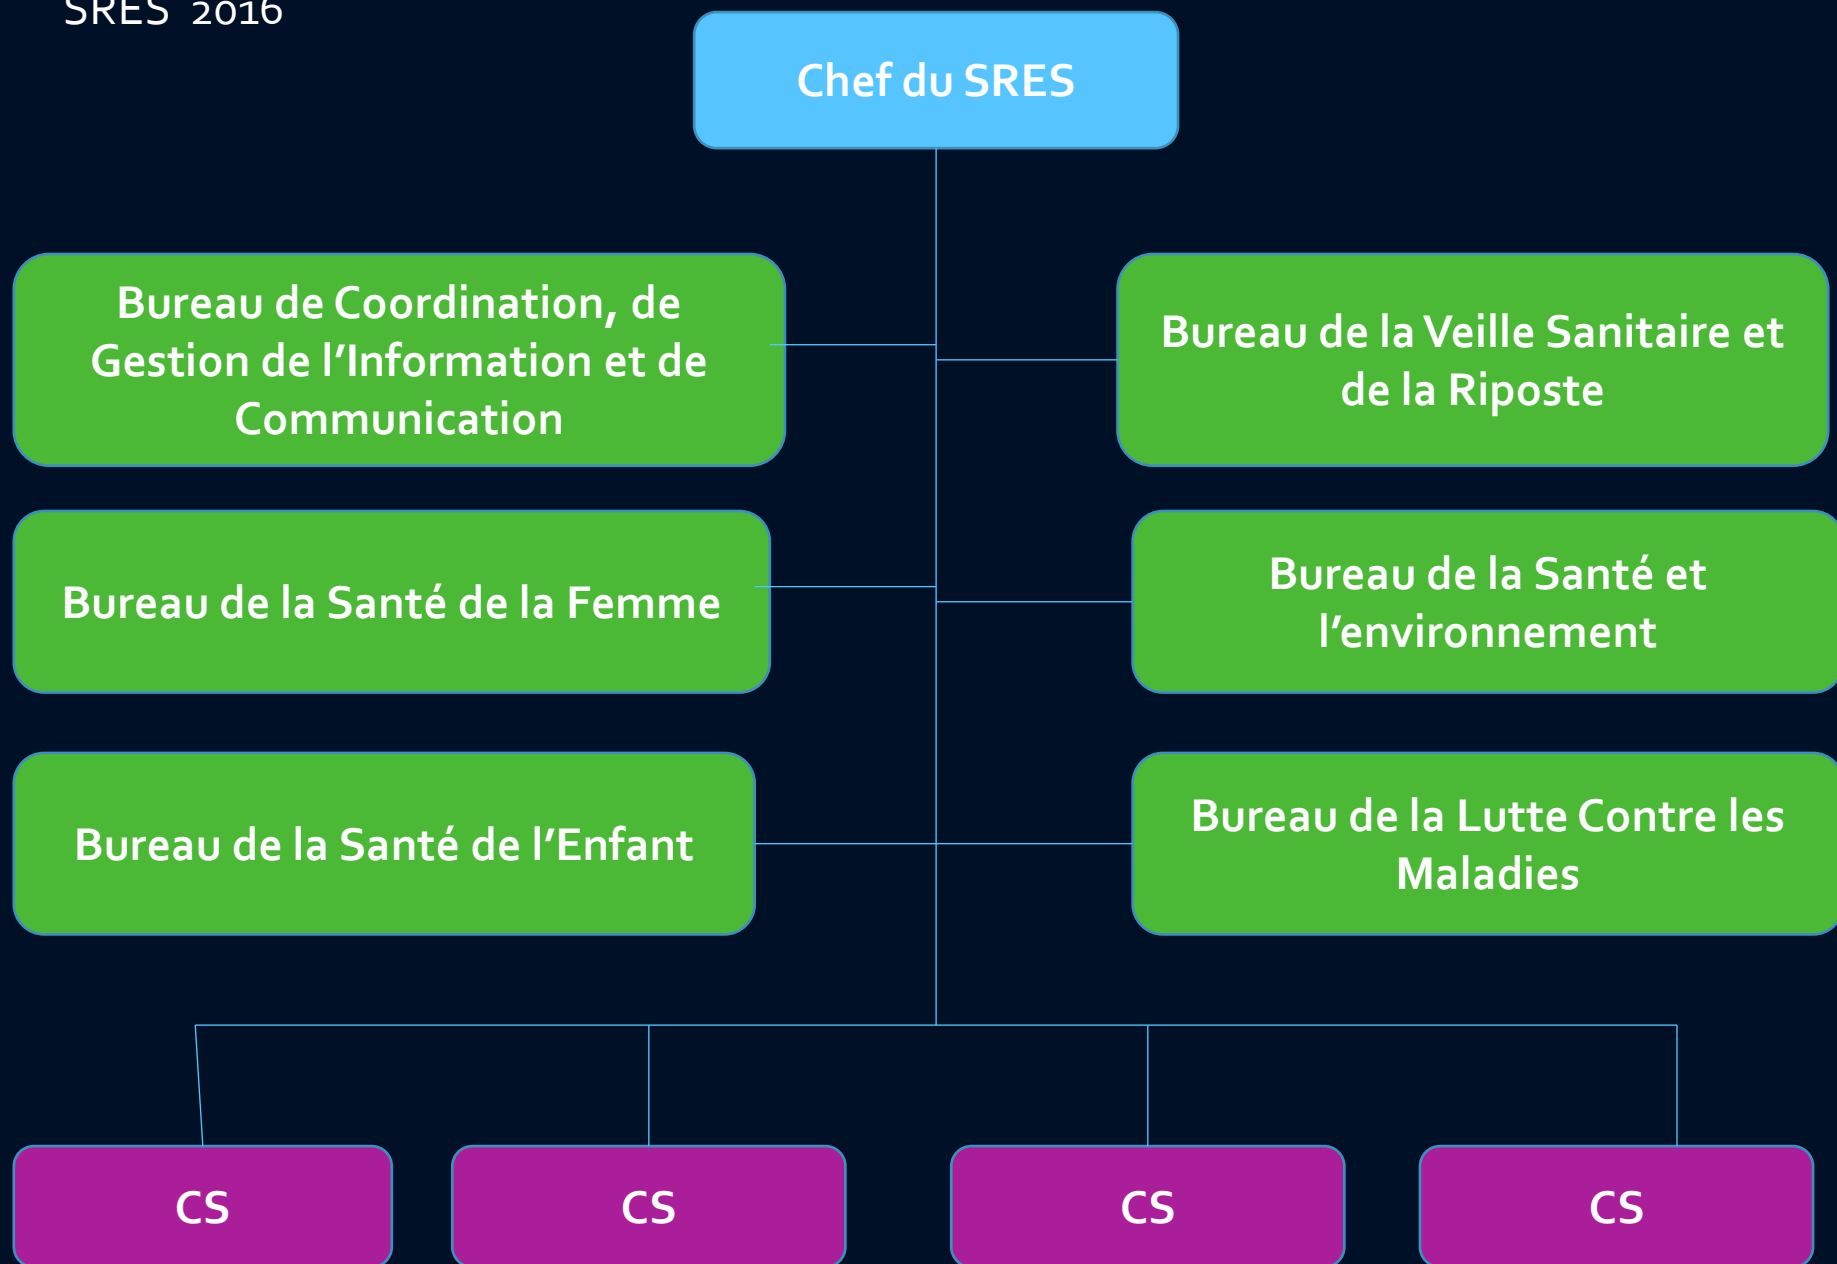 SRES 2016
Chef du SRES
Bureau de Coordination, de
Gestion de l’Information et de
Communication
Bureau de la Veille Sanitaire et
de la Riposte
Bureau de la Santé de la Femme
Bureau de la Santé et
l’environnement
Bureau de la Santé de l’Enfant
Bureau de la Lutte Contre les
Maladies
CS
CS
CS
CS